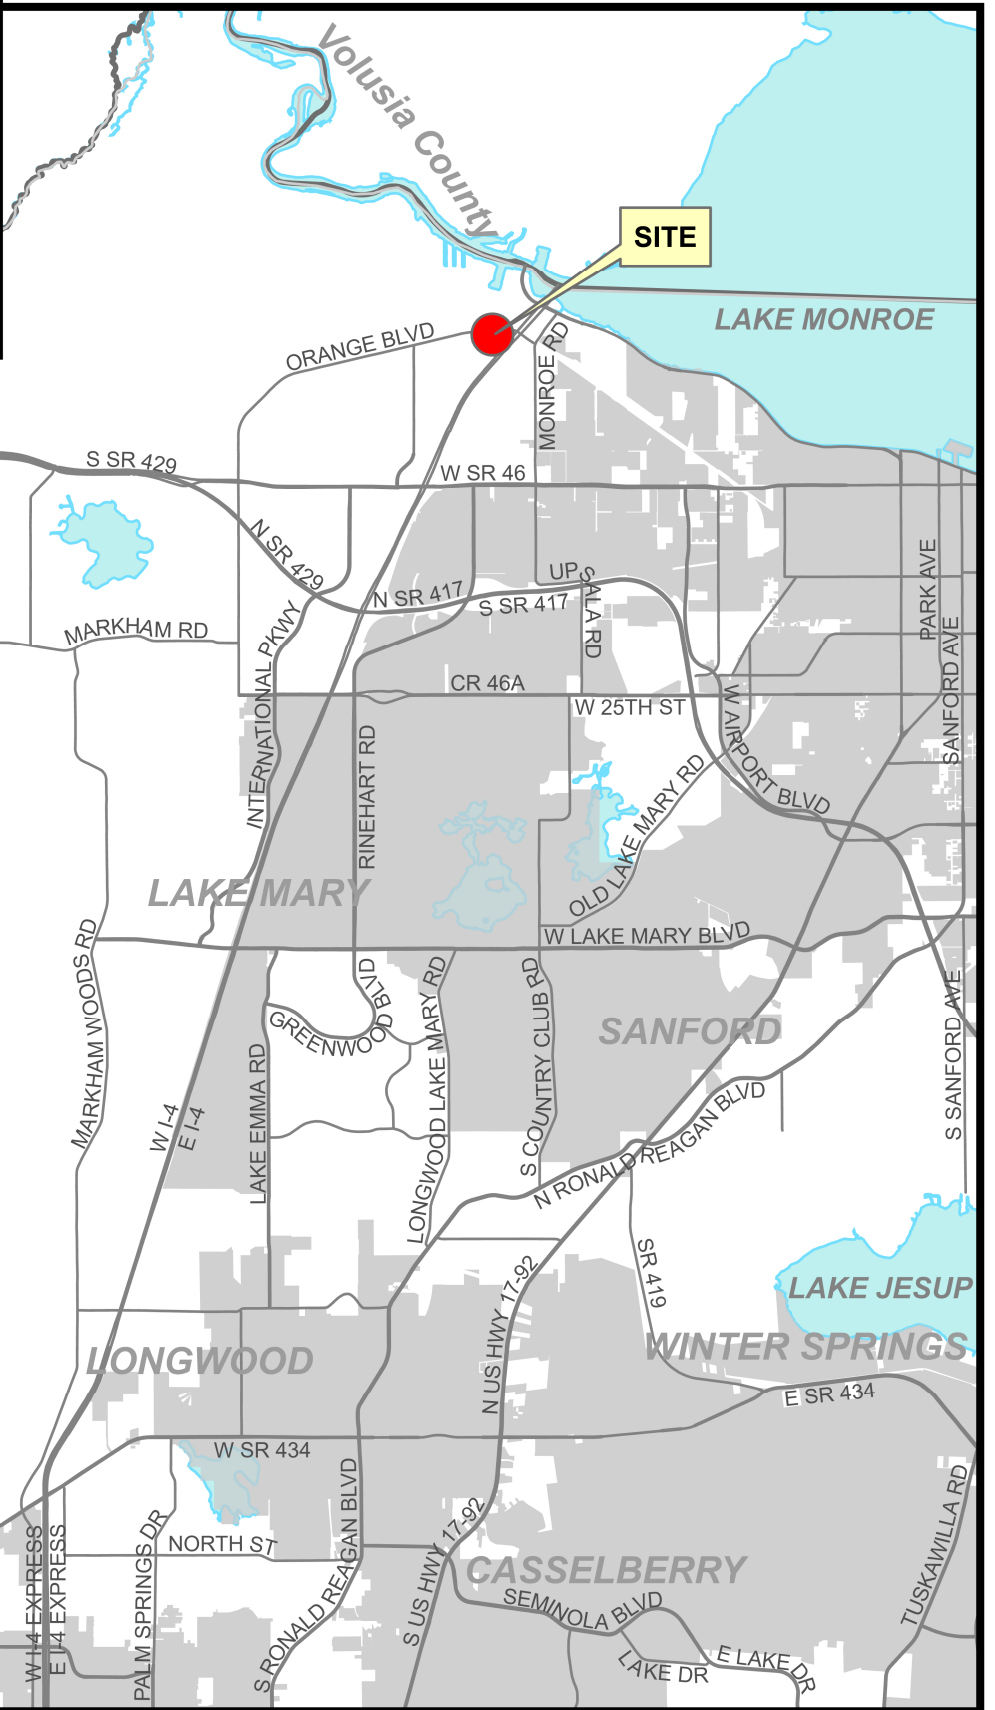 Volusia County
SITE
LAKE MONROE
ORANGE BLVD
MONROE RD
S SR 429
W SR 46
N SR 429
N SR 417
S SR 417
UPSALA RD
PARK AVE
MARKHAM RD
INTERNATIONAL PKWY
CR 46A
W 25TH ST
SANFORD AVE
W AIRPORT BLVD
RINEHART RD
OLD LAKE MARY RD
LAKE MARY
W LAKE MARY BLVD
MARKHAM WOODS RD
GREENWOOD BLVD
LONGWOOD LAKE MARY RD
S COUNTRY CLUB RD
SANFORD
S SANFORD AVE
LAKE EMMA RD
W I-4
E I-4
N RONALD REAGAN BLVD
SR 419
LAKE JESUP
N US HWY 17-92
WINTER SPRINGS
LONGWOOD
E SR 434
W SR 434
TUSKAWILLA RD
NORTH ST
W I-4 EXPRESS
E I-4 EXPRESS
PALM SPRINGS DR
S RONALD REAGAN BLVD
S US HWY 17-92
CASSELBERRY
SEMINOLA BLVD
LAKE DR
E LAKE DR